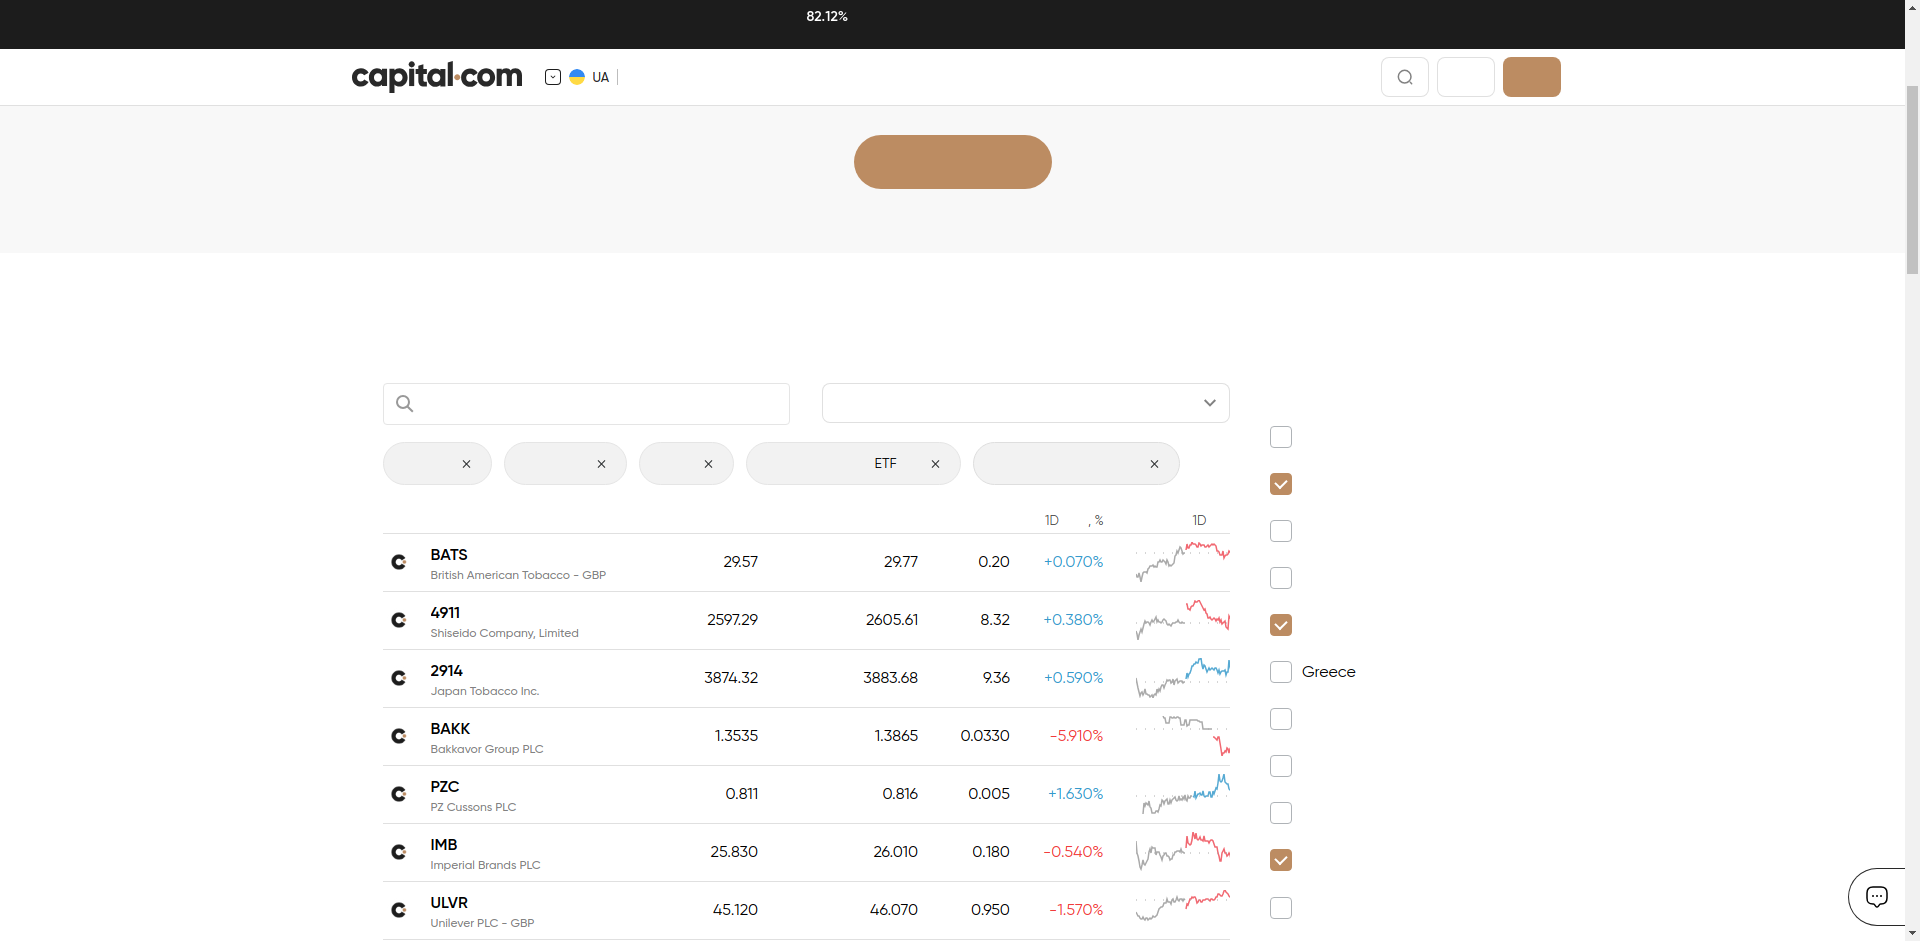 82.12%
capital.com
UA
ETF
1D , % 1D
BATS
British American Tobacco - GBP
29.57 29.77 0.20 +0.070%
4911
Shiseido Company, Limited
2597.29 2605.61 8.32 +0.380%
2914
Japan Tobacco Inc.
3874.32 3883.68 9.36 +0.590%
Greece
BAKK
Bakkavor Group PLC
1.3535 1.3865 0.0330 -5.910%
PZC
PZ Cussons PLC
0.811 0.816 0.005 +1.630%
IMB
Imperial Brands PLC
25.830 26.010 0.180 -0.540%
ULVR
Unilever PLC - GBP
45.120 46.070 0.950 -1.570%